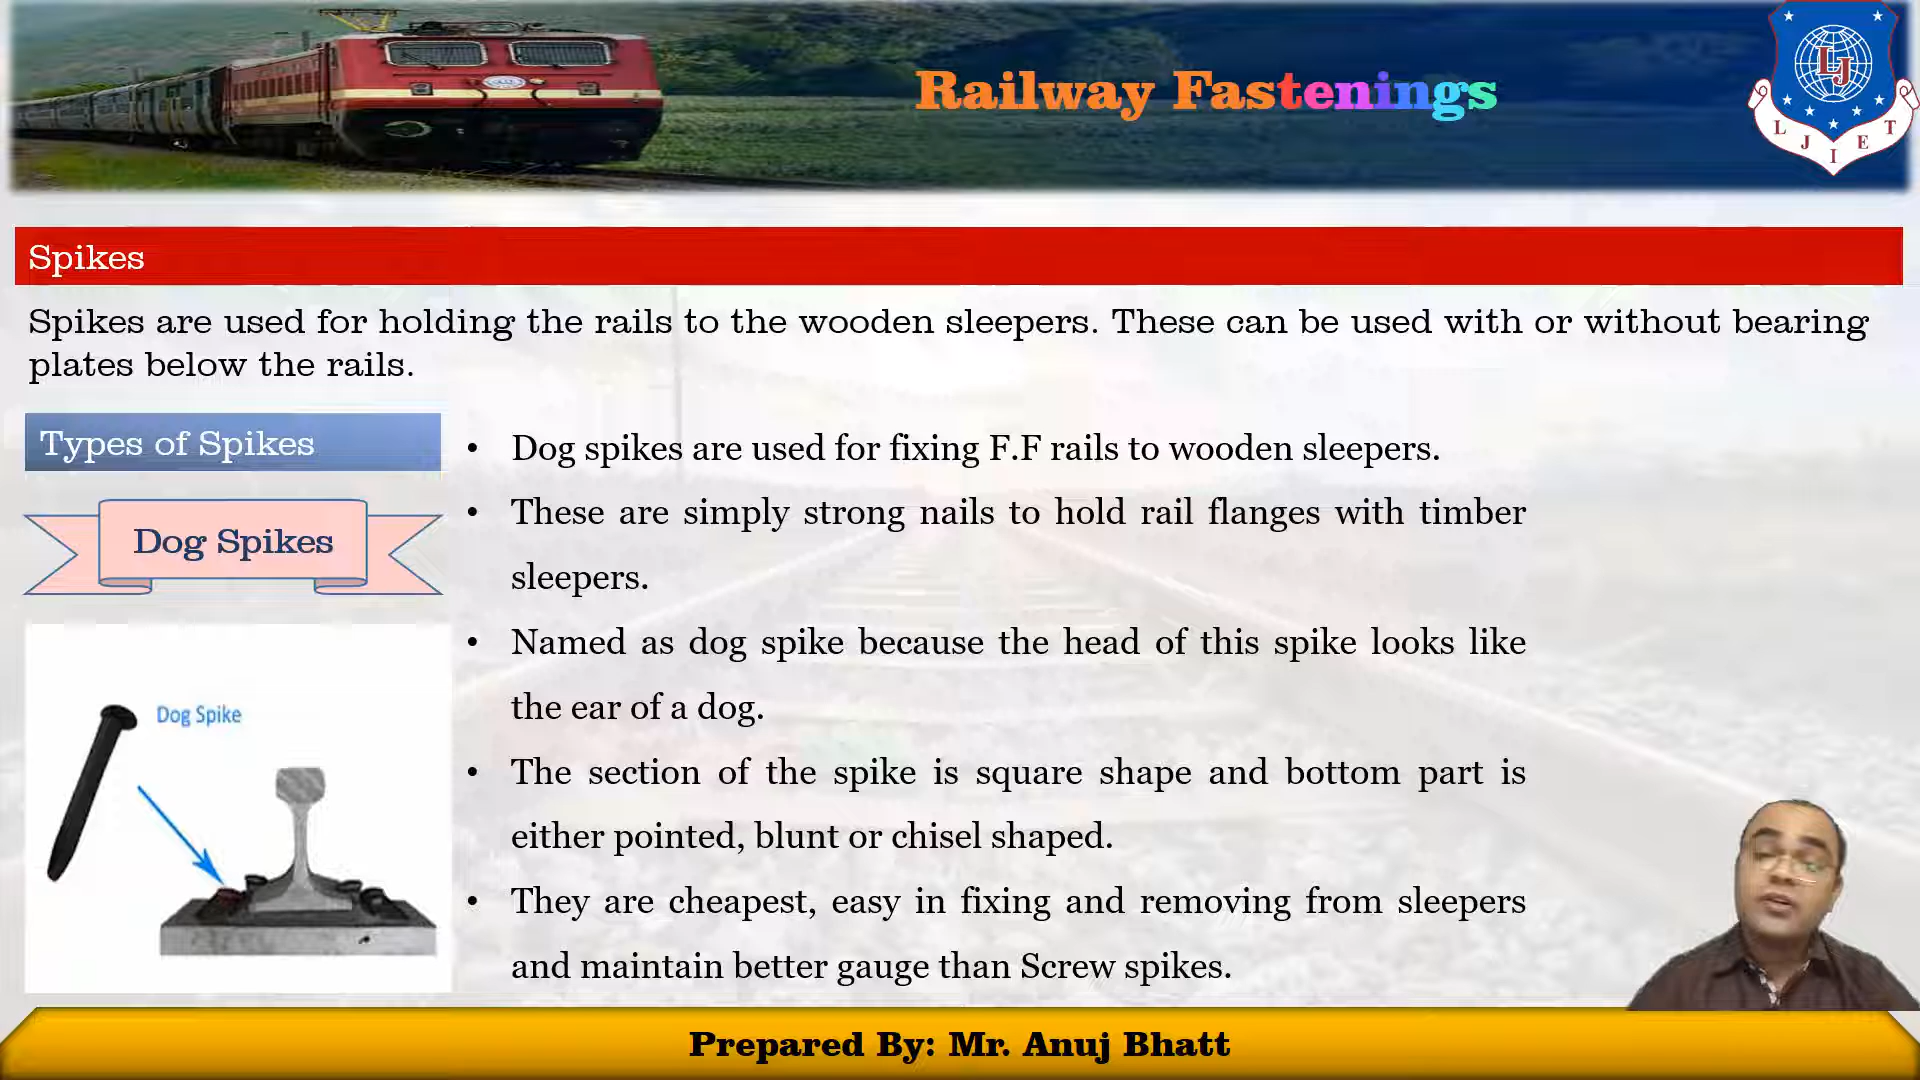 Railway Fastenings
LJ
L J I E T
Spikes
Spikes are used for holding the rails to the wooden sleepers. These can be used with or without bearing
plates below the rails.
Types of Spikes
Dog Spikes
Dog Spike
• Dog spikes are used for fixing F.F rails to wooden sleepers.
• These are simply strong nails to hold rail flanges with timber
sleepers.
• Named as dog spike because the head of this spike looks like
the ear of a dog.
• The section of the spike is square shape and bottom part is
either pointed, blunt or chisel shaped.
• They are cheapest, easy in fixing and removing from sleepers
and maintain better gauge than Screw spikes.
Prepared By: Mr. Anuj Bhatt